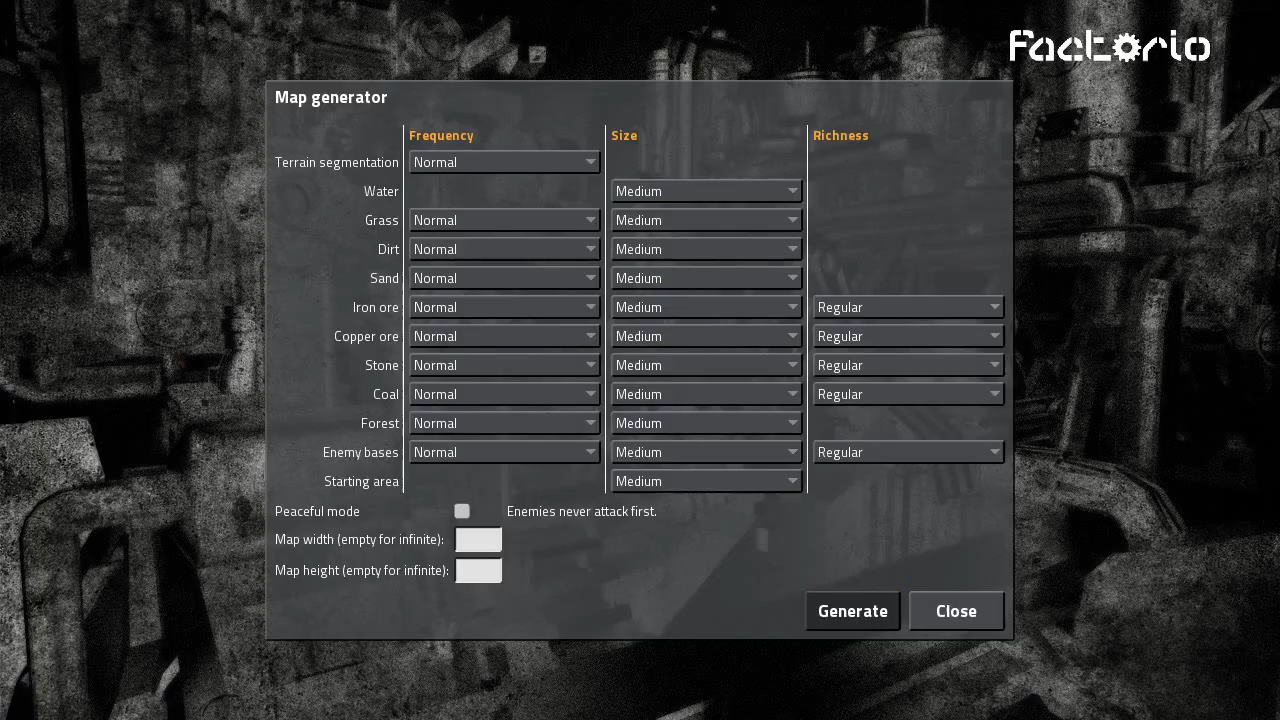 Factorio
Map generator
Frequency Size Richness
Terrain segmentation Normal
Water Medium
Grass Normal Medium
Dirt Normal Medium
Sand Normal Medium
Iron ore Normal Medium Regular
Copper ore Normal Medium Regular
Stone Normal Medium Regular
Coal Normal Medium Regular
Forest Normal Medium
Enemy bases Normal Medium Regular
Starting area Medium
Peaceful mode Enemies never attack first.
Map width (empty for infinite):
Map height (empty for infinite):
Generate Close